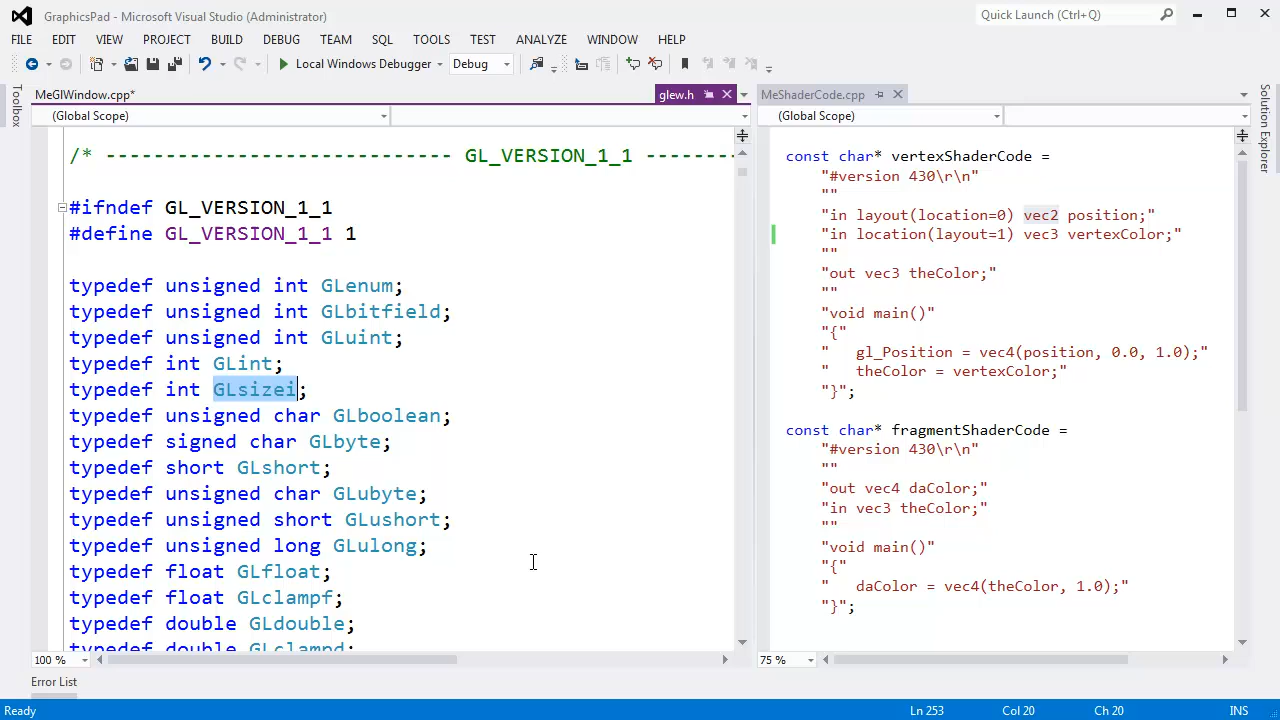 GraphicsPad - Microsoft Visual Studio (Administrator)
Quick Launch (Ctrl+Q)
FILE EDIT VIEW PROJECT BUILD DEBUG TEAM SQL TOOLS TEST ANALYZE WINDOW HELP
Local Windows Debugger Debug
Toolbox
MeGlWindow.cpp*
glew.h
(Global Scope)
/* ----------------------------- GL_VERSION_1_1 --------
#ifndef GL_VERSION_1_1
#define GL_VERSION_1_1 1
typedef unsigned int GLenum;
typedef unsigned int GLbitfield;
typedef unsigned int GLuint;
typedef int GLint;
typedef int GLsizei;
typedef unsigned char GLboolean;
typedef signed char GLbyte;
typedef short GLshort;
typedef unsigned char GLubyte;
typedef unsigned short GLushort;
typedef unsigned long GLulong;
typedef float GLfloat;
typedef float GLclampf;
typedef double GLdouble;
typedef double GLclampd;
100 %
MeShaderCode.cpp
(Global Scope)
const char* vertexShaderCode =
"#version 430\r\n"
""
"in layout(location=0) vec2 position;"
"in location(layout=1) vec3 vertexColor;"
""
"out vec3 theColor;"
""
"void main()"
"{"
"   gl_Position = vec4(position, 0.0, 1.0);"
"   theColor = vertexColor;"
"}";
const char* fragmentShaderCode =
"#version 430\r\n"
""
"out vec4 daColor;"
"in vec3 theColor;"
""
"void main()"
"{"
"   daColor = vec4(theColor, 1.0);"
"}";
75 %
Solution Explorer
Error List
Ready
Ln 253 Col 20 Ch 20 INS